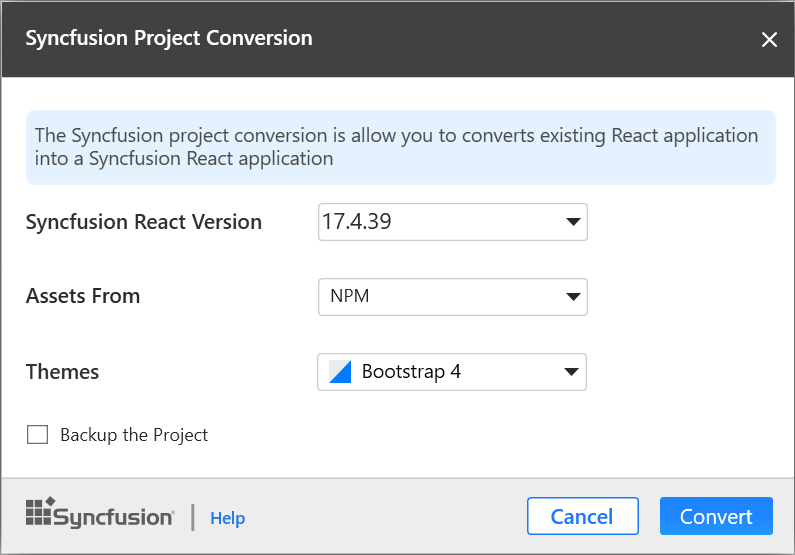 Syncfusion Project Conversion
The Syncfusion project conversion is allow you to converts existing React application
into a Syncfusion React application
Syncfusion React Version
17.4.39
Assets From
NPM
Themes
Bootstrap 4
Backup the Project
Syncfusion
Help
Cancel
Convert